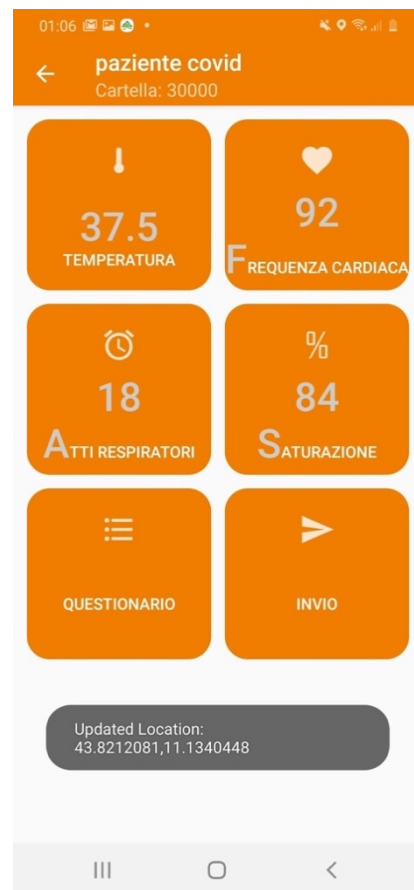 01:06
paziente covid
Cartella: 30000
37.5
TEMPERATURA
92
FREQUENZA CARDIACA
18
ATTI RESPIRATORI
%
84
SATURAZIONE
QUESTIONARIO
INVIO
Updated Location:
43.8212081,11.1340448